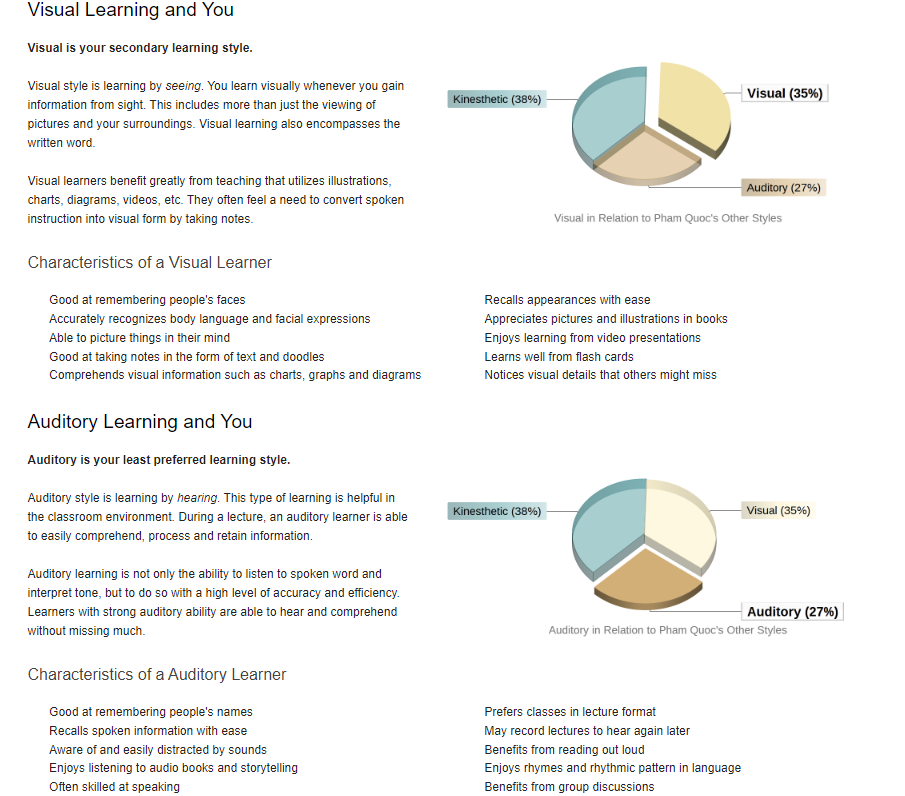 Visual Learning and You
Visual is your secondary learning style.
Visual style is learning by seeing. You learn visually whenever you gain
information from sight. This includes more than just the viewing of
pictures and your surroundings. Visual learning also encompasses the
written word.
Visual learners benefit greatly from teaching that utilizes illustrations,
charts, diagrams, videos, etc. They often feel a need to convert spoken
instruction into visual form by taking notes.
Kinesthetic (38%)
Visual (35%)
Auditory (27%)
Visual in Relation to Pham Quoc's Other Styles
Characteristics of a Visual Learner
Good at remembering people's faces
Accurately recognizes body language and facial expressions
Able to picture things in their mind
Good at taking notes in the form of text and doodles
Comprehends visual information such as charts, graphs and diagrams
Recalls appearances with ease
Appreciates pictures and illustrations in books
Enjoys learning from video presentations
Learns well from flash cards
Notices visual details that others might miss
Auditory Learning and You
Auditory is your least preferred learning style.
Auditory style is learning by hearing. This type of learning is helpful in
the classroom environment. During a lecture, an auditory learner is able
to easily comprehend, process and retain information.
Auditory learning is not only the ability to listen to spoken word and
interpret tone, but to do so with a high level of accuracy and efficiency.
Learners with strong auditory ability are able to hear and comprehend
without missing much.
Kinesthetic (38%)
Visual (35%)
Auditory (27%)
Auditory in Relation to Pham Quoc's Other Styles
Characteristics of a Auditory Learner
Good at remembering people's names
Recalls spoken information with ease
Aware of and easily distracted by sounds
Enjoys listening to audio books and storytelling
Often skilled at speaking
Prefers classes in lecture format
May record lectures to hear again later
Benefits from reading out loud
Enjoys rhymes and rhythmic pattern in language
Benefits from group discussions